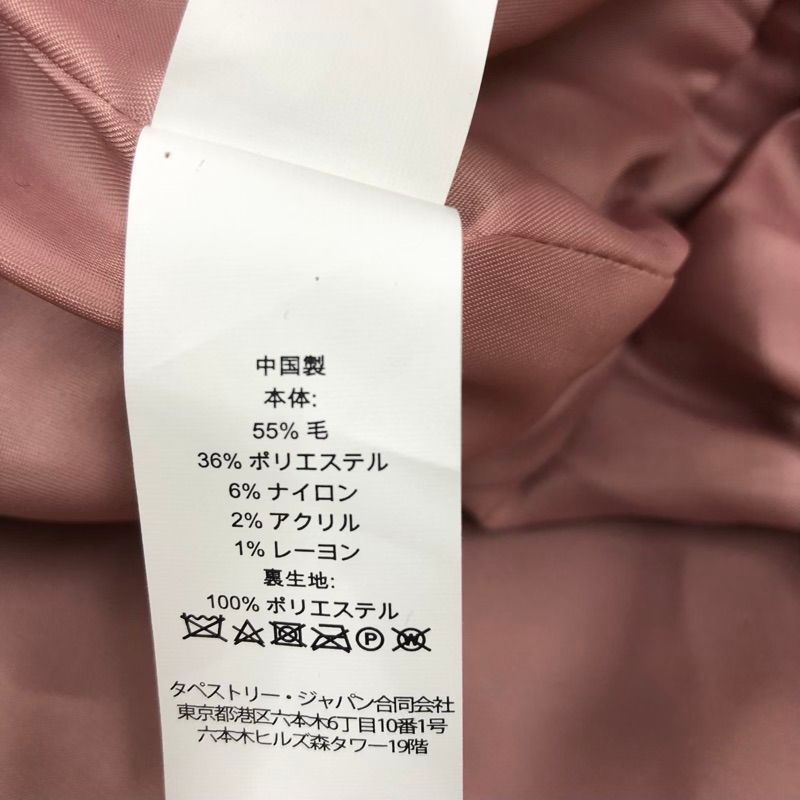 中国製
本体:
55% 毛
36% ポリエステル
6% ナイロン
2% アクリル
1% レーヨン
裏生地:
100% ポリエステル
P W
タペストリー・ジャパン合同会社
東京都港区六本木6丁目10番1号
六本木ヒルズ森タワー19階